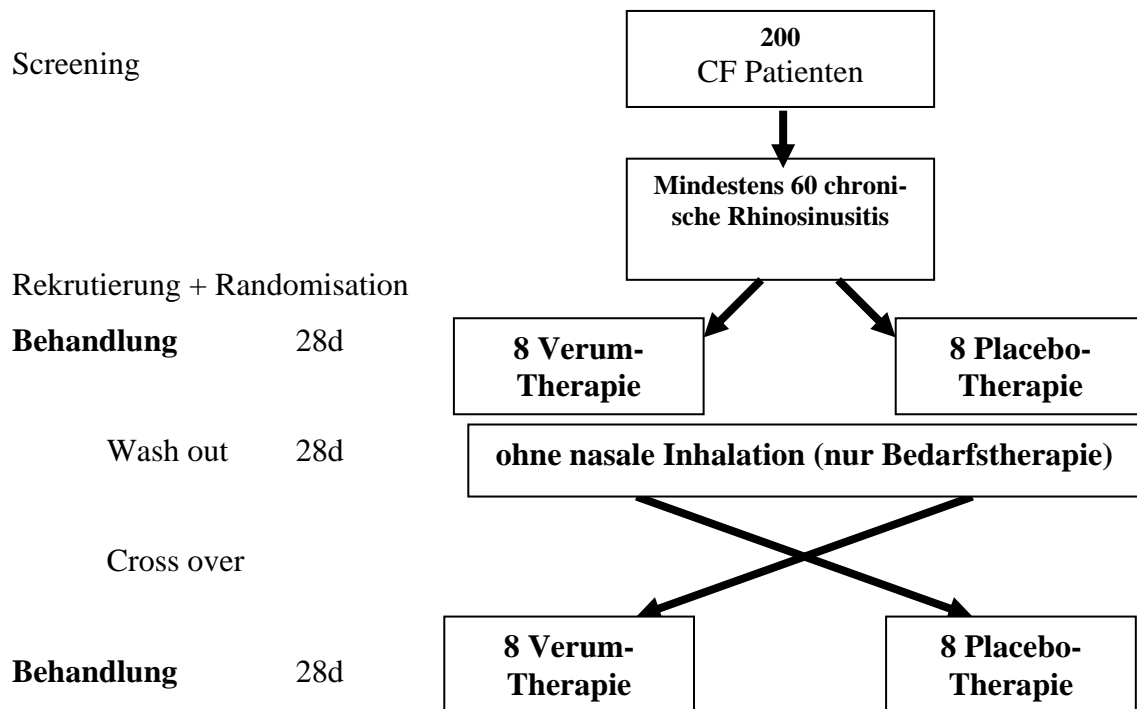 200
Screening
CF Patienten
Mindestens 60 chroni-
sche Rhinosinusitis
Rekrutierung + Randomisation
Behandlung 28d
8 Verum-
Therapie
8 Placebo-
Therapie
Wash out 28d
ohne nasale Inhalation (nur Bedarfstherapie)
Cross over
Behandlung 28d
8 Verum-
Therapie
8 Placebo-
Therapie